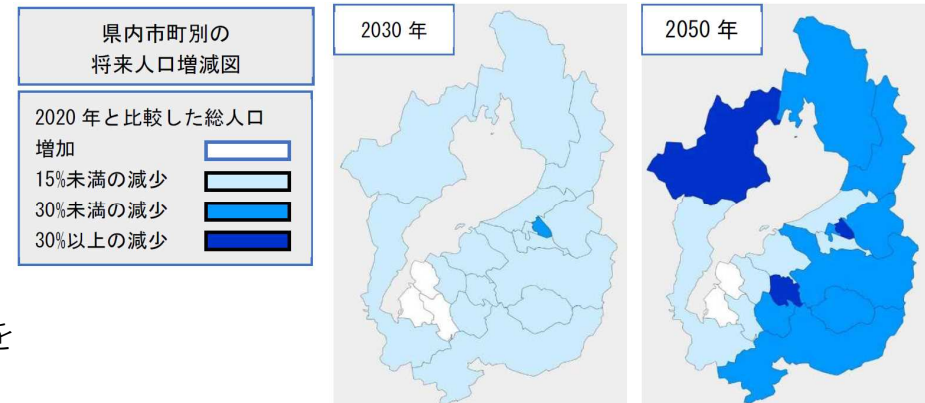 県内市町別の
将来人口増減図
2020 年と比較した総人口
増加
15%未満の減少
30%未満の減少
30%以上の減少
を
2030 年
2050 年